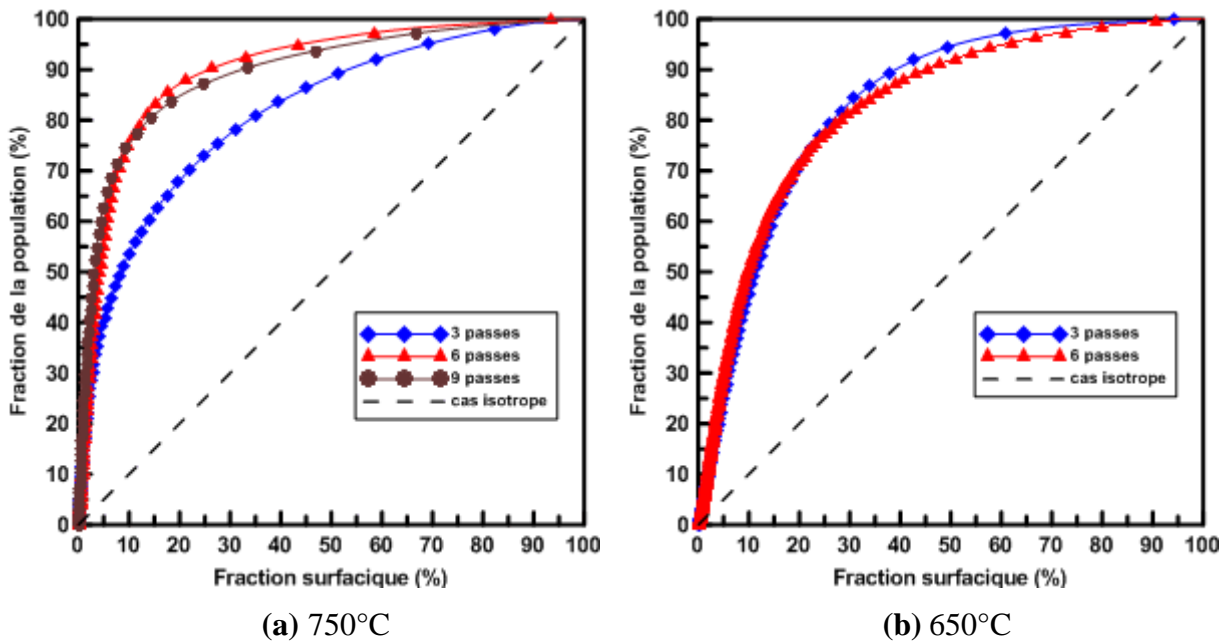 100
90
80
70
60
50
40
30
20
10
0
Fraction de la population (%)
3 passes
6 passes
9 passes
cas isotrope
0 10 20 30 40 50 60 70 80 90 100
Fraction surfacique (%)
(a) 750°C
100
90
80
70
60
50
40
30
20
10
0
Fraction de la population (%)
3 passes
6 passes
cas isotrope
0 10 20 30 40 50 60 70 80 90 100
Fraction surfacique (%)
(b) 650°C